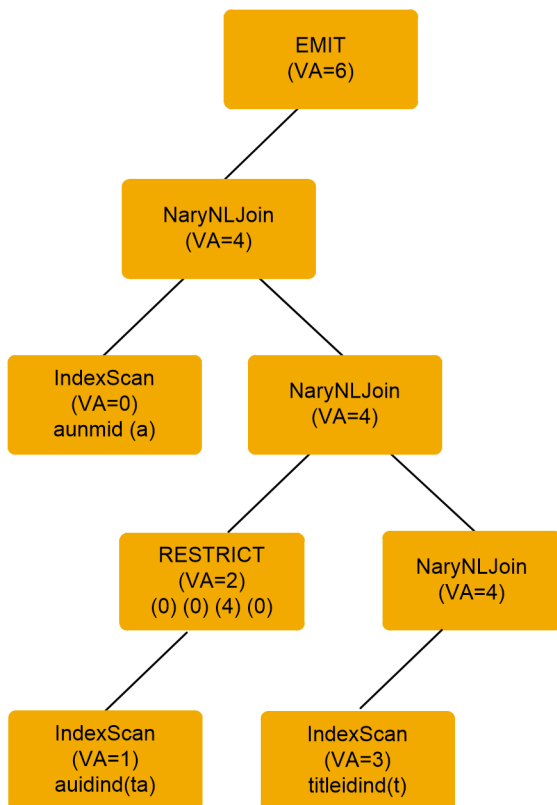 EMIT
(VA=6)
NaryNLJoin
(VA=4)
IndexScan
(VA=0)
aunmid (a)
NaryNLJoin
(VA=4)
RESTRICT
(VA=2)
(0) (0) (4) (0)
NaryNLJoin
(VA=4)
IndexScan
(VA=1)
auidind(ta)
IndexScan
(VA=3)
titleidind(t)